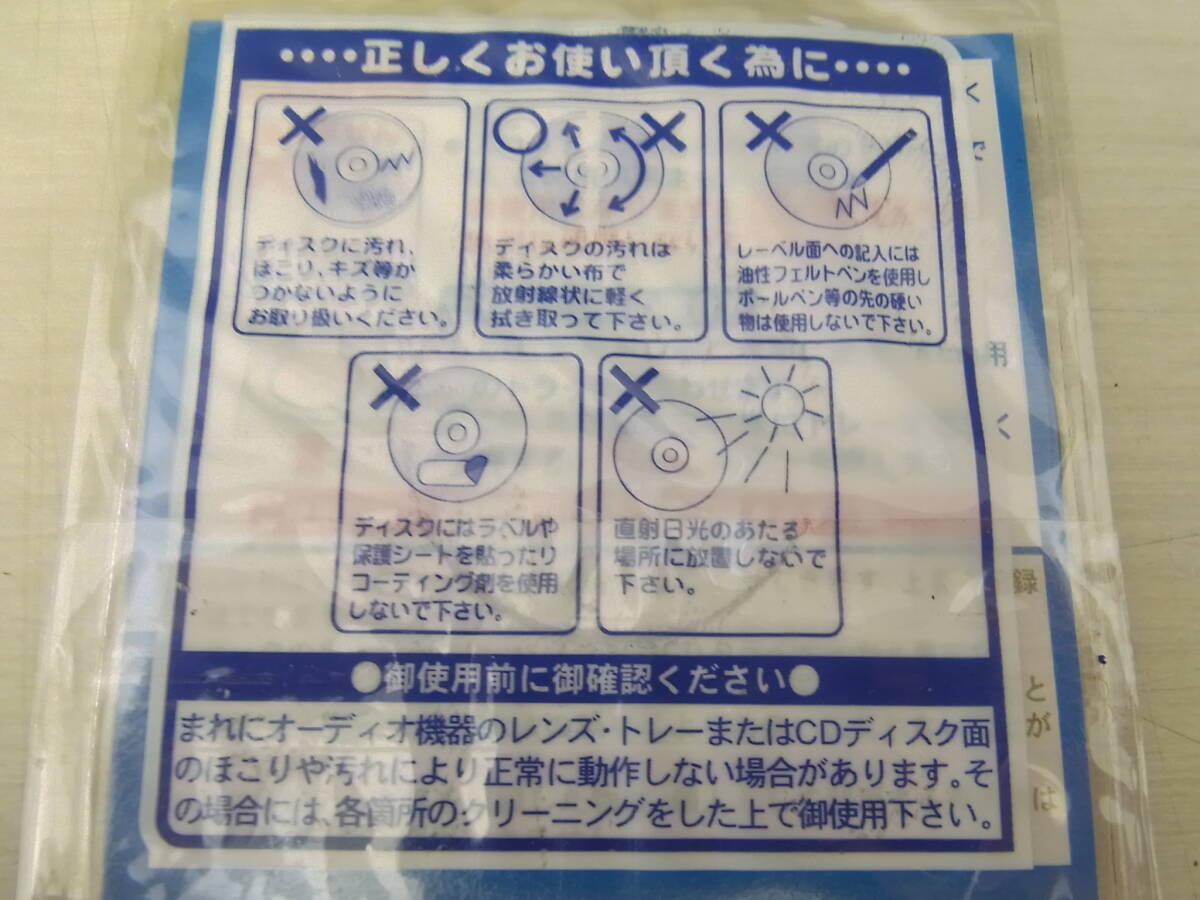 ‥‥正しくお使い頂く為に‥‥
ディスクに汚れ、
ほこり、キズ等が
つかないように
お取り扱いください。
ディスクの汚れは
柔らかい布で
放射線状に軽く
拭き取って下さい。
レーベル面への記入には
油性フェルトペンを使用し
ボールペン等の先の硬い
物は使用しないで下さい。
ディスクにはラベルや
保護シートを貼ったり
コーティング剤を使用
しないで下さい。
直射日光のあたる
場所に放置しないで
下さい。
●御使用前に御確認ください●
まれにオーディオ機器のレンズ・トレーまたはCDディスク面
のほこりや汚れにより正常に動作しない場合があります。そ
の場合には、各箇所のクリーニングをした上で御使用下さい。
く
で
用
く
録
とが
は